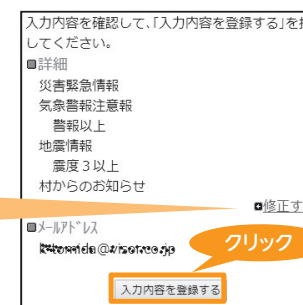 入力内容を確認して、「入力内容を登録する」を
してください。
■詳細
災害緊急情報
気象警報注意報
警報以上
地震情報
震度３以上
村からのお知らせ
修正す
■メールアドレス
クリック
入力内容を登録する